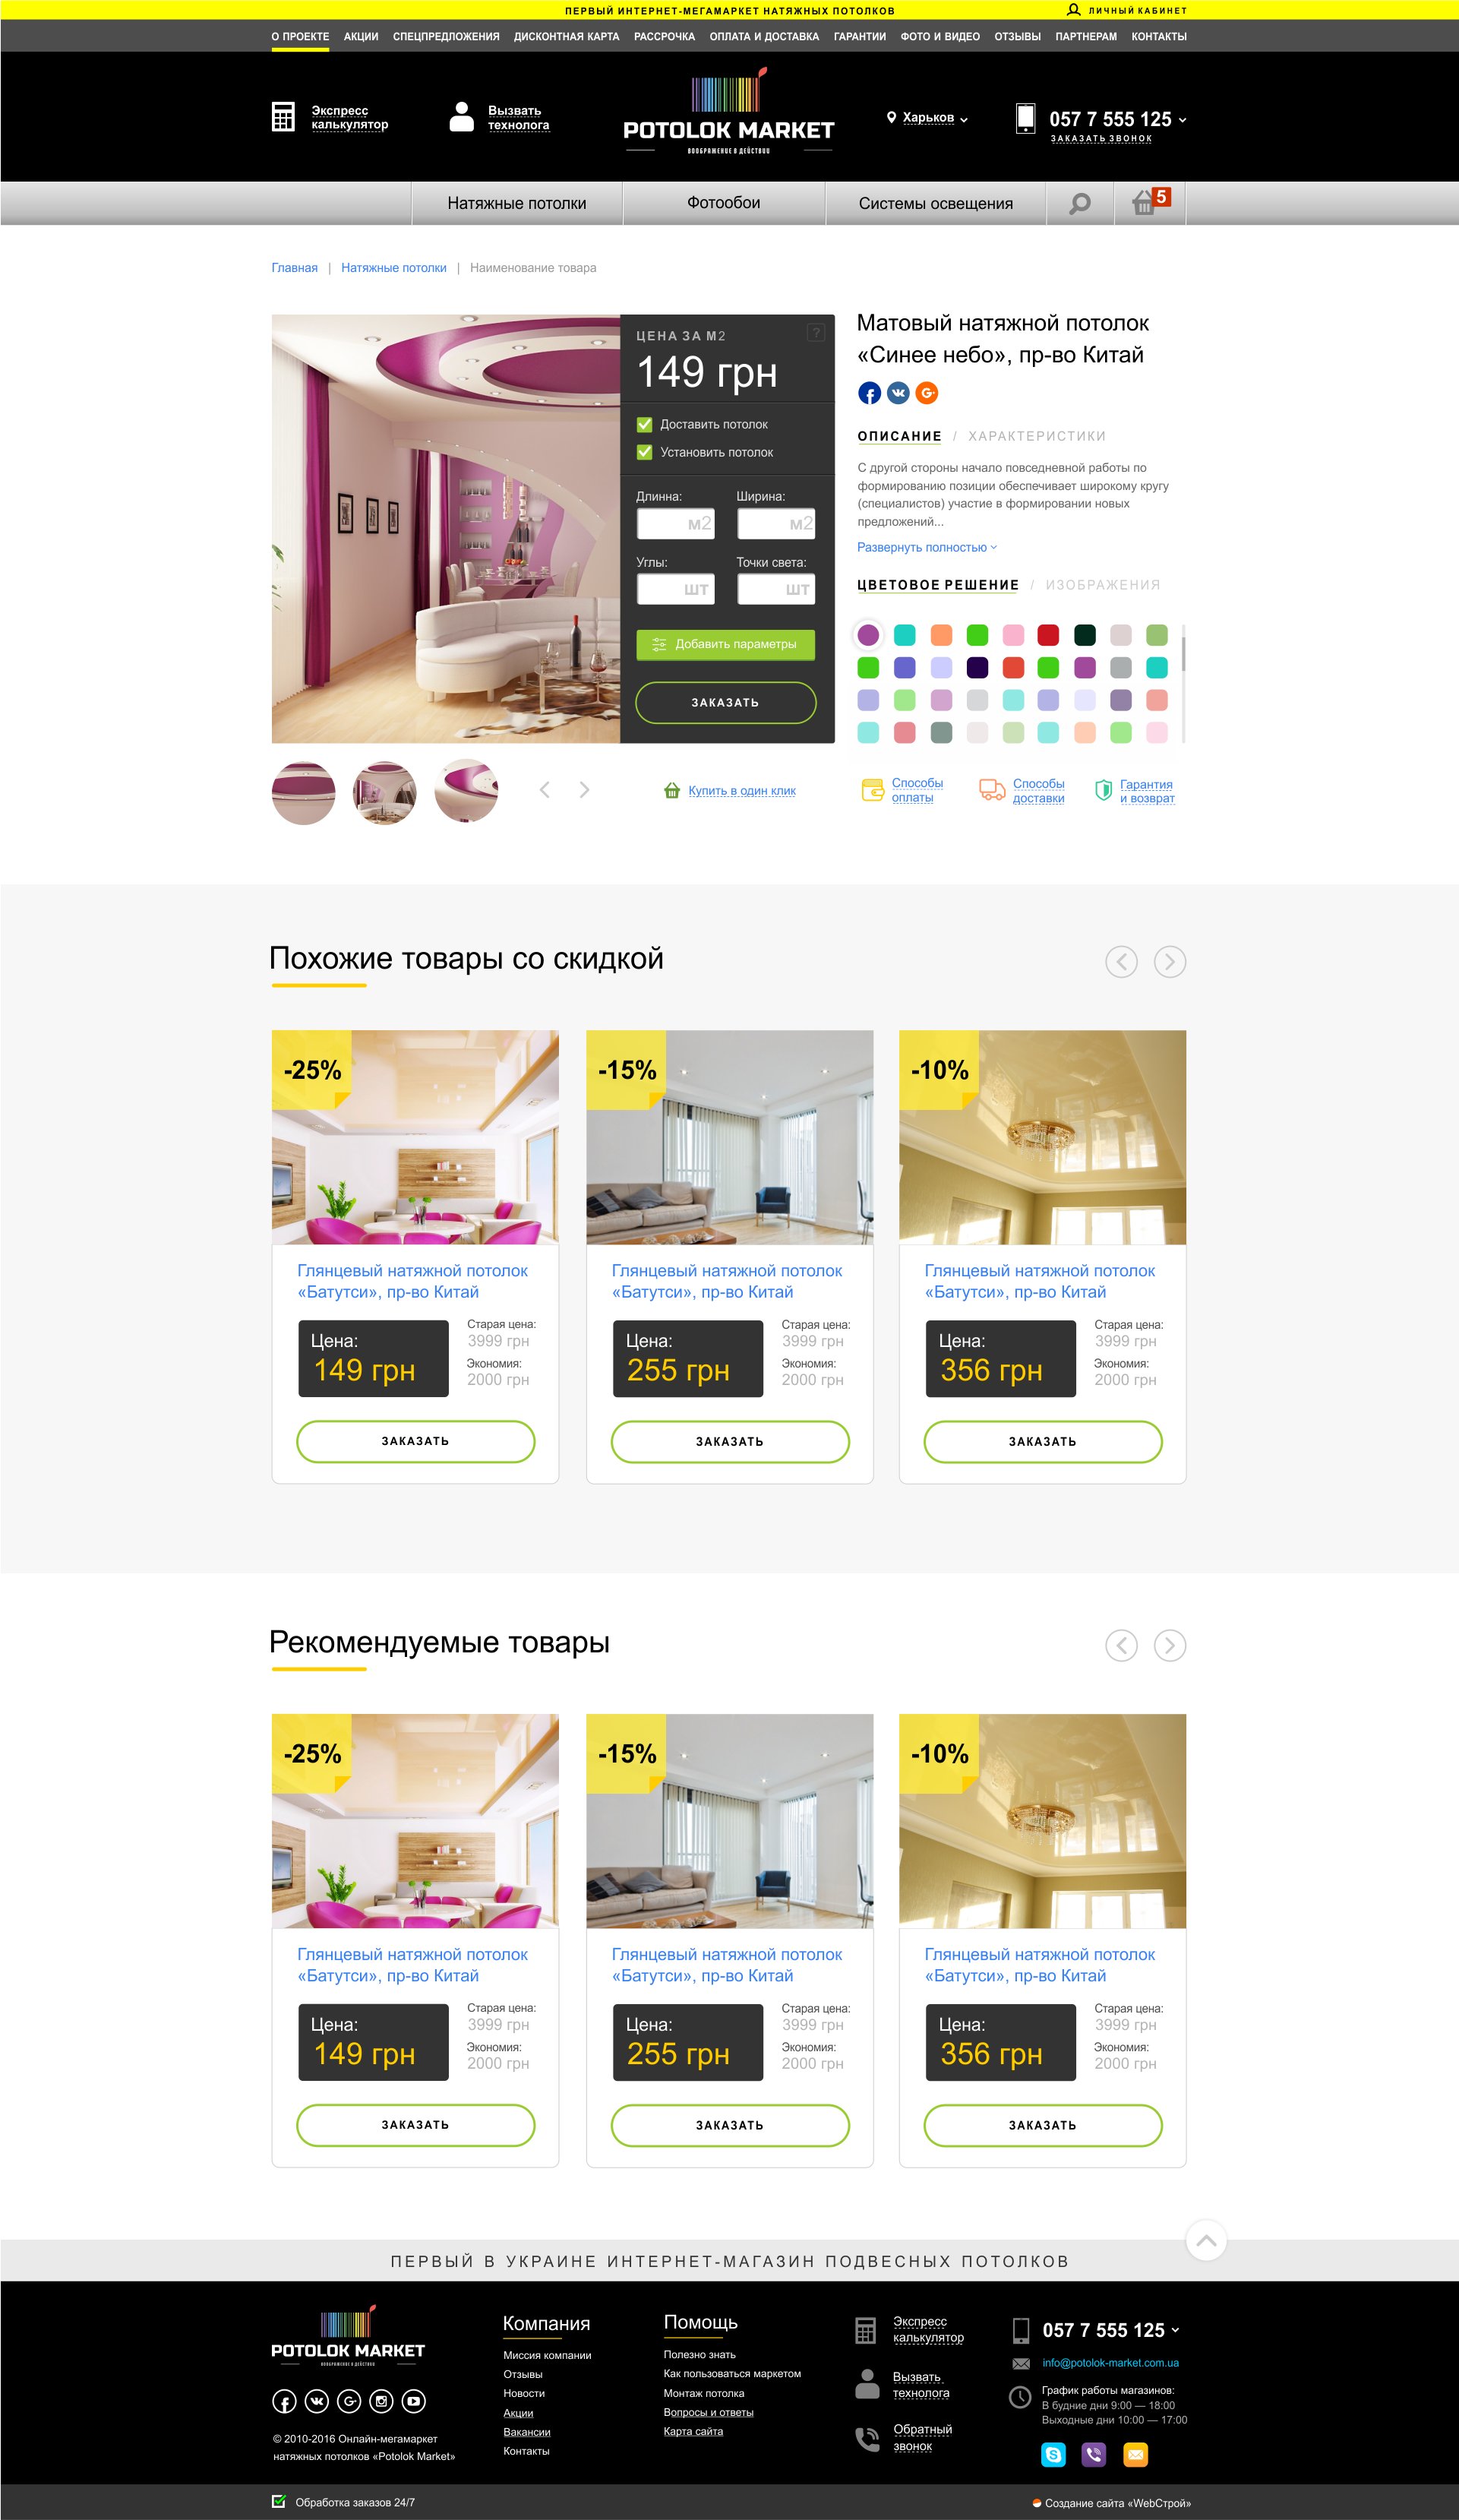 ПЕРВЫЙ ИНТЕРНЕТ-МЕГАМАРКЕТ НАТЯЖНЫХ ПОТОЛКОВ
ЛИЧНЫЙ КАБИНЕТ
О ПРОЕКТЕ АКЦИИ СПЕЦПРЕДЛОЖЕНИЯ ДИСКОНТНАЯ КАРТА РАССРОЧКА ОПЛАТА И ДОСТАВКА ГАРАНТИИ ФОТО И ВИДЕО ОТЗЫВЫ ПАРТНЕРАМ КОНТАКТЫ
Экспресс
калькулятор
Вызвать
технолога
POTOLOK MARKET
ВООБРАЖЕНИЕ В ДЕЙСТВИИ
Харьков
057 7 555 125
ЗАКАЗАТЬ ЗВОНОК
Натяжные потолки
Фотообои
Системы освещения
5
Главная | Натяжные потолки | Наименование товара
ЦЕНА ЗА М2
?
149 грн
Доставить потолок
Установить потолок
Длинна: Ширина:
м2 м2
Углы: Точки света:
шт шт
Добавить параметры
ЗАКАЗАТЬ
Купить в один клик
Матовый натяжной потолок
«Синее небо», пр-во Китай
ОПИСАНИЕ / ХАРАКТЕРИСТИКИ
С другой стороны начало повседневной работы по
формированию позиции обеспечивает широкому кругу
(специалистов) участие в формировании новых
предложений...
Развернуть полностью
ЦВЕТОВОЕ РЕШЕНИЕ / ИЗОБРАЖЕНИЯ
Способы
оплаты
Способы
доставки
Гарантия
и возврат
Похожие товары со скидкой
-25%
Глянцевый натяжной потолок
«Батутси», пр-во Китай
Цена:
149 грн
Старая цена:
3999 грн
Экономия:
2000 грн
ЗАКАЗАТЬ
-15%
Глянцевый натяжной потолок
«Батутси», пр-во Китай
Цена:
255 грн
Старая цена:
3999 грн
Экономия:
2000 грн
ЗАКАЗАТЬ
-10%
Глянцевый натяжной потолок
«Батутси», пр-во Китай
Цена:
356 грн
Старая цена:
3999 грн
Экономия:
2000 грн
ЗАКАЗАТЬ
Рекомендуемые товары
-25%
Глянцевый натяжной потолок
«Батутси», пр-во Китай
Цена:
149 грн
Старая цена:
3999 грн
Экономия:
2000 грн
ЗАКАЗАТЬ
-15%
Глянцевый натяжной потолок
«Батутси», пр-во Китай
Цена:
255 грн
Старая цена:
3999 грн
Экономия:
2000 грн
ЗАКАЗАТЬ
-10%
Глянцевый натяжной потолок
«Батутси», пр-во Китай
Цена:
356 грн
Старая цена:
3999 грн
Экономия:
2000 грн
ЗАКАЗАТЬ
ПЕРВЫЙ В УКРАИНЕ ИНТЕРНЕТ-МАГАЗИН ПОДВЕСНЫХ ПОТОЛКОВ
POTOLOK MARKET
ВООБРАЖЕНИЕ В ДЕЙСТВИИ
© 2010-2016 Онлайн-мегамаркет
натяжных потолков «Potolok Market»
Компания
Миссия компании
Отзывы
Новости
Акции
Вакансии
Контакты
Помощь
Полезно знать
Как пользоваться маркетом
Монтаж потолка
Вопросы и ответы
Карта сайта
Экспресс
калькулятор
Вызвать
технолога
Обратный
звонок
057 7 555 125
info@potolok-market.com.ua
График работы магазинов:
В будние дни 9:00 — 18:00
Выходные дни 10:00 — 17:00
Обработка заказов 24/7
Создание сайта «WebСтрой»